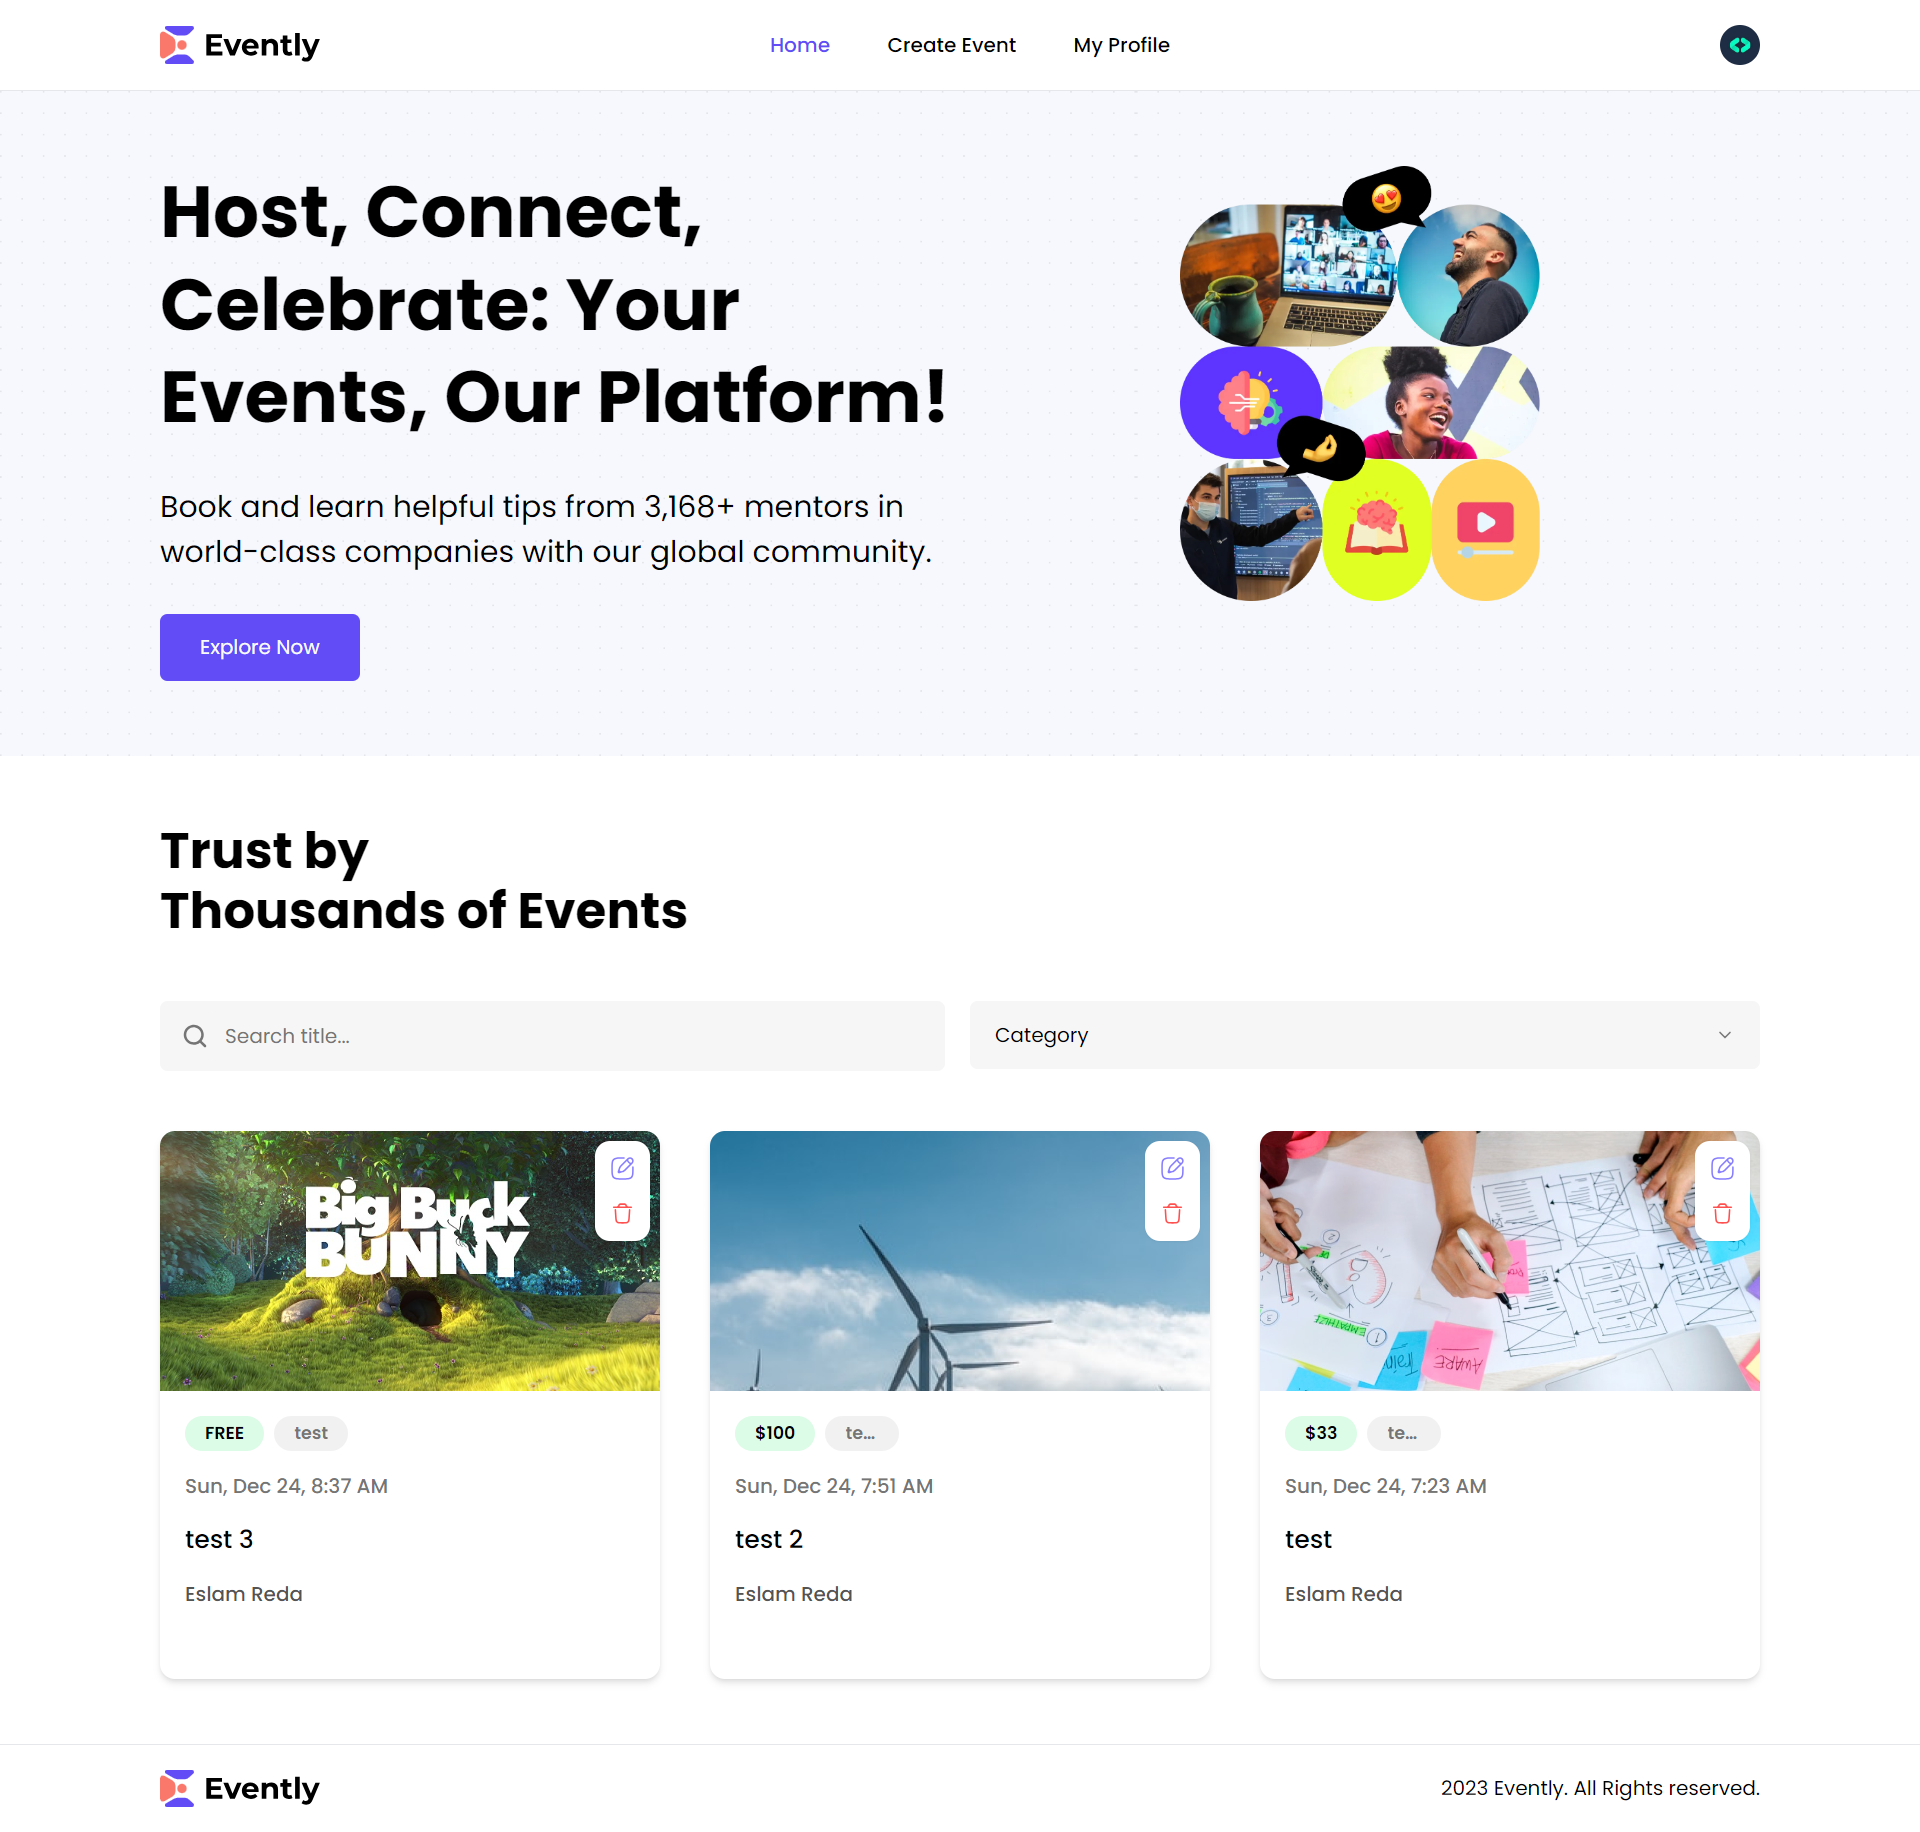 Evently
Home
Create Event
My Profile
Host, Connect,
Celebrate: Your
Events, Our Platform!
Book and learn helpful tips from 3,168+ mentors in
world-class companies with our global community.
Explore Now
Trust by
Thousands of Events
Search title...
Category
Big Buck
BUNNY
EMPATHIZE
AWARE
FREE
test
Sun, Dec 24, 8:37 AM
test 3
Eslam Reda
$100
te...
Sun, Dec 24, 7:51 AM
test 2
Eslam Reda
$33
te...
Sun, Dec 24, 7:23 AM
test
Eslam Reda
Evently
2023 Evently. All Rights reserved.